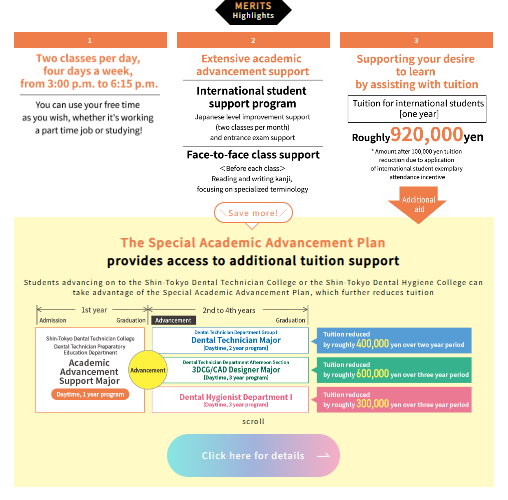 MERITS
Highlights
1
Two classes per day,
four days a week,
from 3:00 p.m. to 6:15 p.m.
You can use your free time
as you wish, whether it's working
a part time job or studying!
2
Extensive academic
advancement support
International student
support program
Japanese level improvement support
(two classes per month)
and entrance exam support
Face-to-face class support
＜Before each class＞
Reading and writing kanji,
focusing on specialized terminology
3
Supporting your desire
to learn
by assisting with tuition
Tuition for international students
[one year]
Roughly 920,000 yen
* Amount after 100,000 yen tuition
reduction due to application
of international student exemplary
attendance incentive
Additional
aid
＼Save more!／
The Special Academic Advancement Plan
provides access to additional tuition support
Students advancing on to the Shin-Tokyo Dental Technician College or the Shin-Tokyo Dental Hygiene College can
take advantage of the Special Academic Advancement Plan, which further reduces tuition
1st year
2nd to 4th years
Admission
Graduation
Advancement
Graduation
Shin-Tokyo Dental Technician College
Dental Technician Preparatory
Education Department
Academic
Advancement
Support Major
Daytime, 1 year program
Advancement
Dental Technician Department Group I
Dental Technician Major
[Daytime, 2 year program]
Tuition reduced
by roughly 400,000 yen over two year period
Dental Technician Department Afternoon Section
3DCG/CAD Designer Major
[Daytime, 3 year program]
Tuition reduced
by roughly 600,000 yen over three year period
Dental Hygienist Department I
[Daytime, 3 year program]
Tuition reduced
by roughly 300,000 yen over three year period
scroll
Click here for details